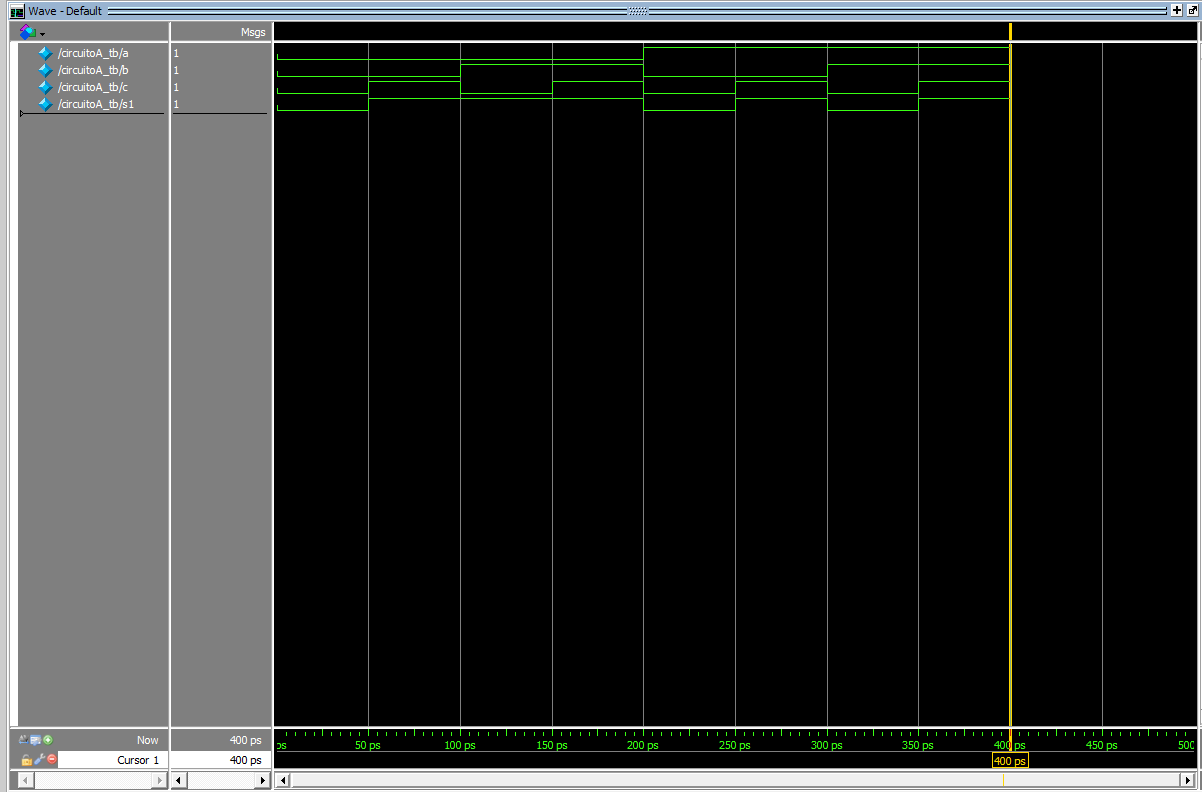 Wave - Default
Msgs
/circuitoA_tb/a 1
/circuitoA_tb/b 1
/circuitoA_tb/c 1
/circuitoA_tb/s1 1
Now 400 ps
ps 50 ps 100 ps 150 ps 200 ps 250 ps 300 ps 350 ps 400 ps 450 ps 500
Cursor 1 400 ps
400 ps